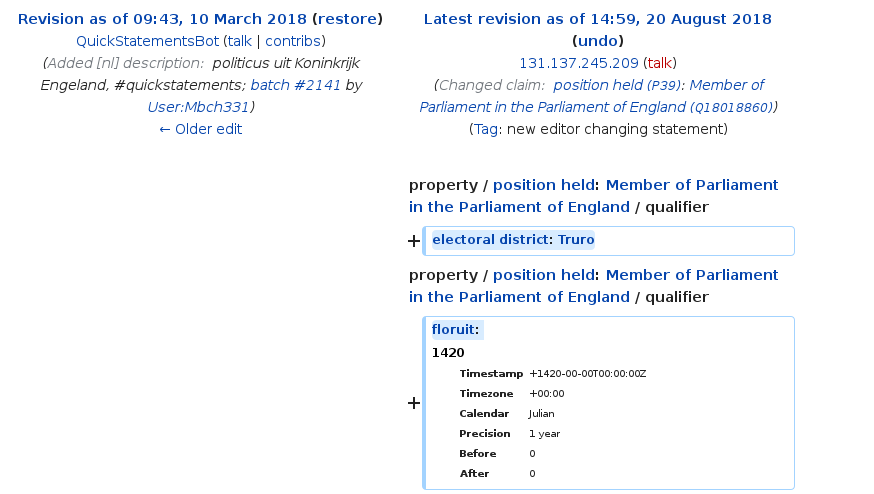 Revision as of 09:43, 10 March 2018 (restore)
QuickStatementsBot (talk | contribs)
(Added [nl] description: politicus uit Koninkrijk
Engeland, #quickstatements; batch #2141 by
User:Mbch331)
← Older edit
Latest revision as of 14:59, 20 August 2018
(undo)
131.137.245.209 (talk)
(Changed claim: position held (P39): Member of
Parliament in the Parliament of England (Q18018860))
(Tag: new editor changing statement)
property / position held: Member of Parliament
in the Parliament of England / qualifier
+ electoral district: Truro
property / position held: Member of Parliament
in the Parliament of England / qualifier
+ floruit:
1420
Timestamp +1420-00-00T00:00:00Z
Timezone +00:00
Calendar Julian
Precision 1 year
Before 0
After 0